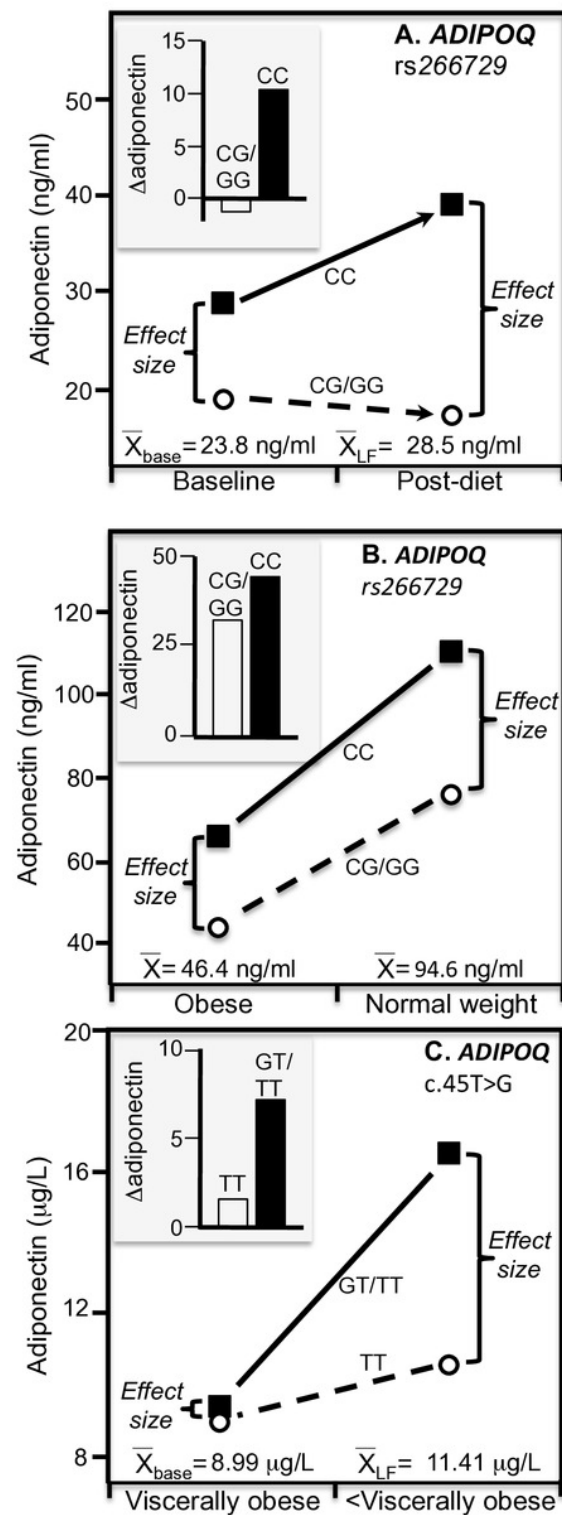 A. ADIPOQ
rs266729
Adiponectin (ng/ml)
50
40
30
20
Δadiponectin
15
10
5
0
CG/
GG
CC
CC
CG/GG
Effect
size
Effect
size
X̅base = 23.8 ng/ml
X̅LF = 28.5 ng/ml
Baseline
Post-diet
B. ADIPOQ
rs266729
Adiponectin (ng/ml)
120
100
80
60
40
Δadiponectin
50
25
0
CG/
GG
CC
CC
CG/GG
Effect
size
Effect
size
X̅= 46.4 ng/ml
X̅= 94.6 ng/ml
Obese
Normal weight
C. ADIPOQ
c.45T>G
Adiponectin (µg/L)
20
16
12
8
Δadiponectin
10
5
0
TT
GT/
TT
GT/TT
TT
Effect
size
Effect
size
X̅base = 8.99 µg/L
X̅LF = 11.41 µg/L
Viscerally obese
<Viscerally obese